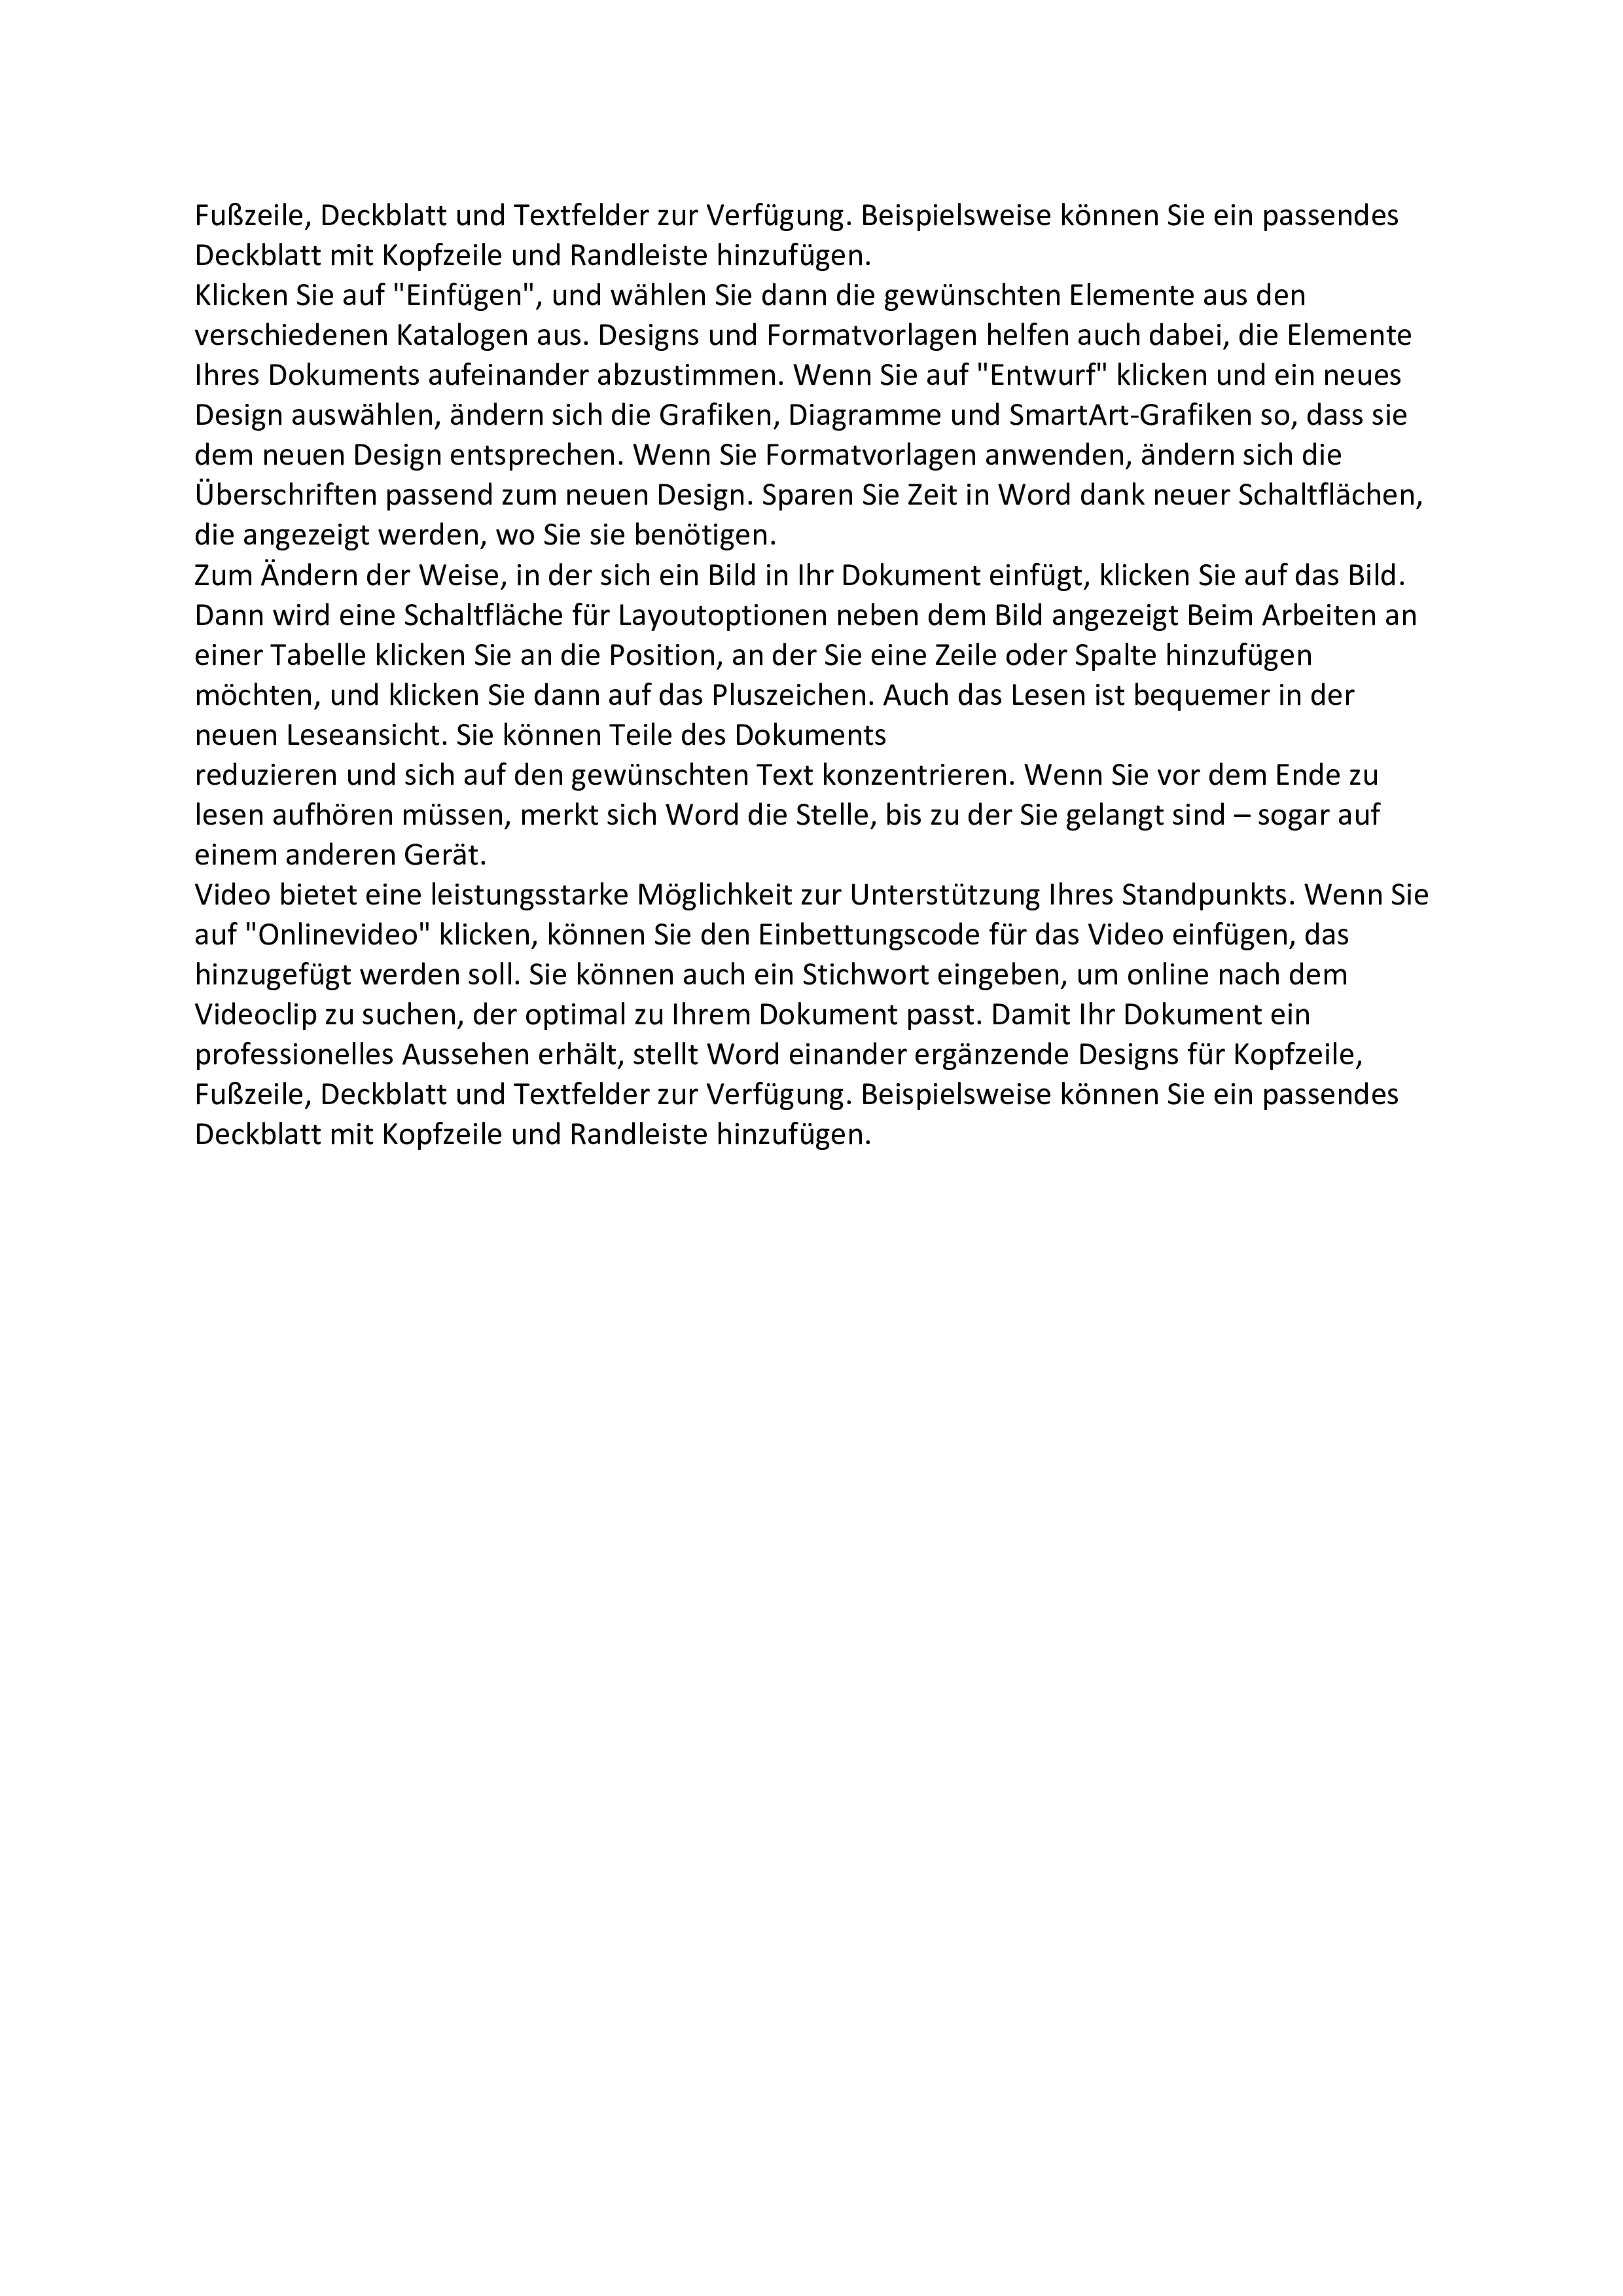 Fußzeile, Deckblatt und Textfelder zur Verfügung. Beispielsweise können Sie ein passendes
Deckblatt mit Kopfzeile und Randleiste hinzufügen.
Klicken Sie auf "Einfügen", und wählen Sie dann die gewünschten Elemente aus den
verschiedenen Katalogen aus. Designs und Formatvorlagen helfen auch dabei, die Elemente
Ihres Dokuments aufeinander abzustimmen. Wenn Sie auf "Entwurf" klicken und ein neues
Design auswählen, ändern sich die Grafiken, Diagramme und SmartArt-Grafiken so, dass sie
dem neuen Design entsprechen. Wenn Sie Formatvorlagen anwenden, ändern sich die
Überschriften passend zum neuen Design. Sparen Sie Zeit in Word dank neuer Schaltflächen,
die angezeigt werden, wo Sie sie benötigen.
Zum Ändern der Weise, in der sich ein Bild in Ihr Dokument einfügt, klicken Sie auf das Bild.
Dann wird eine Schaltfläche für Layoutoptionen neben dem Bild angezeigt Beim Arbeiten an
einer Tabelle klicken Sie an die Position, an der Sie eine Zeile oder Spalte hinzufügen
möchten, und klicken Sie dann auf das Pluszeichen. Auch das Lesen ist bequemer in der
neuen Leseansicht. Sie können Teile des Dokuments
reduzieren und sich auf den gewünschten Text konzentrieren. Wenn Sie vor dem Ende zu
lesen aufhören müssen, merkt sich Word die Stelle, bis zu der Sie gelangt sind – sogar auf
einem anderen Gerät.
Video bietet eine leistungsstarke Möglichkeit zur Unterstützung Ihres Standpunkts. Wenn Sie
auf "Onlinevideo" klicken, können Sie den Einbettungscode für das Video einfügen, das
hinzugefügt werden soll. Sie können auch ein Stichwort eingeben, um online nach dem
Videoclip zu suchen, der optimal zu Ihrem Dokument passt. Damit Ihr Dokument ein
professionelles Aussehen erhält, stellt Word einander ergänzende Designs für Kopfzeile,
Fußzeile, Deckblatt und Textfelder zur Verfügung. Beispielsweise können Sie ein passendes
Deckblatt mit Kopfzeile und Randleiste hinzufügen.